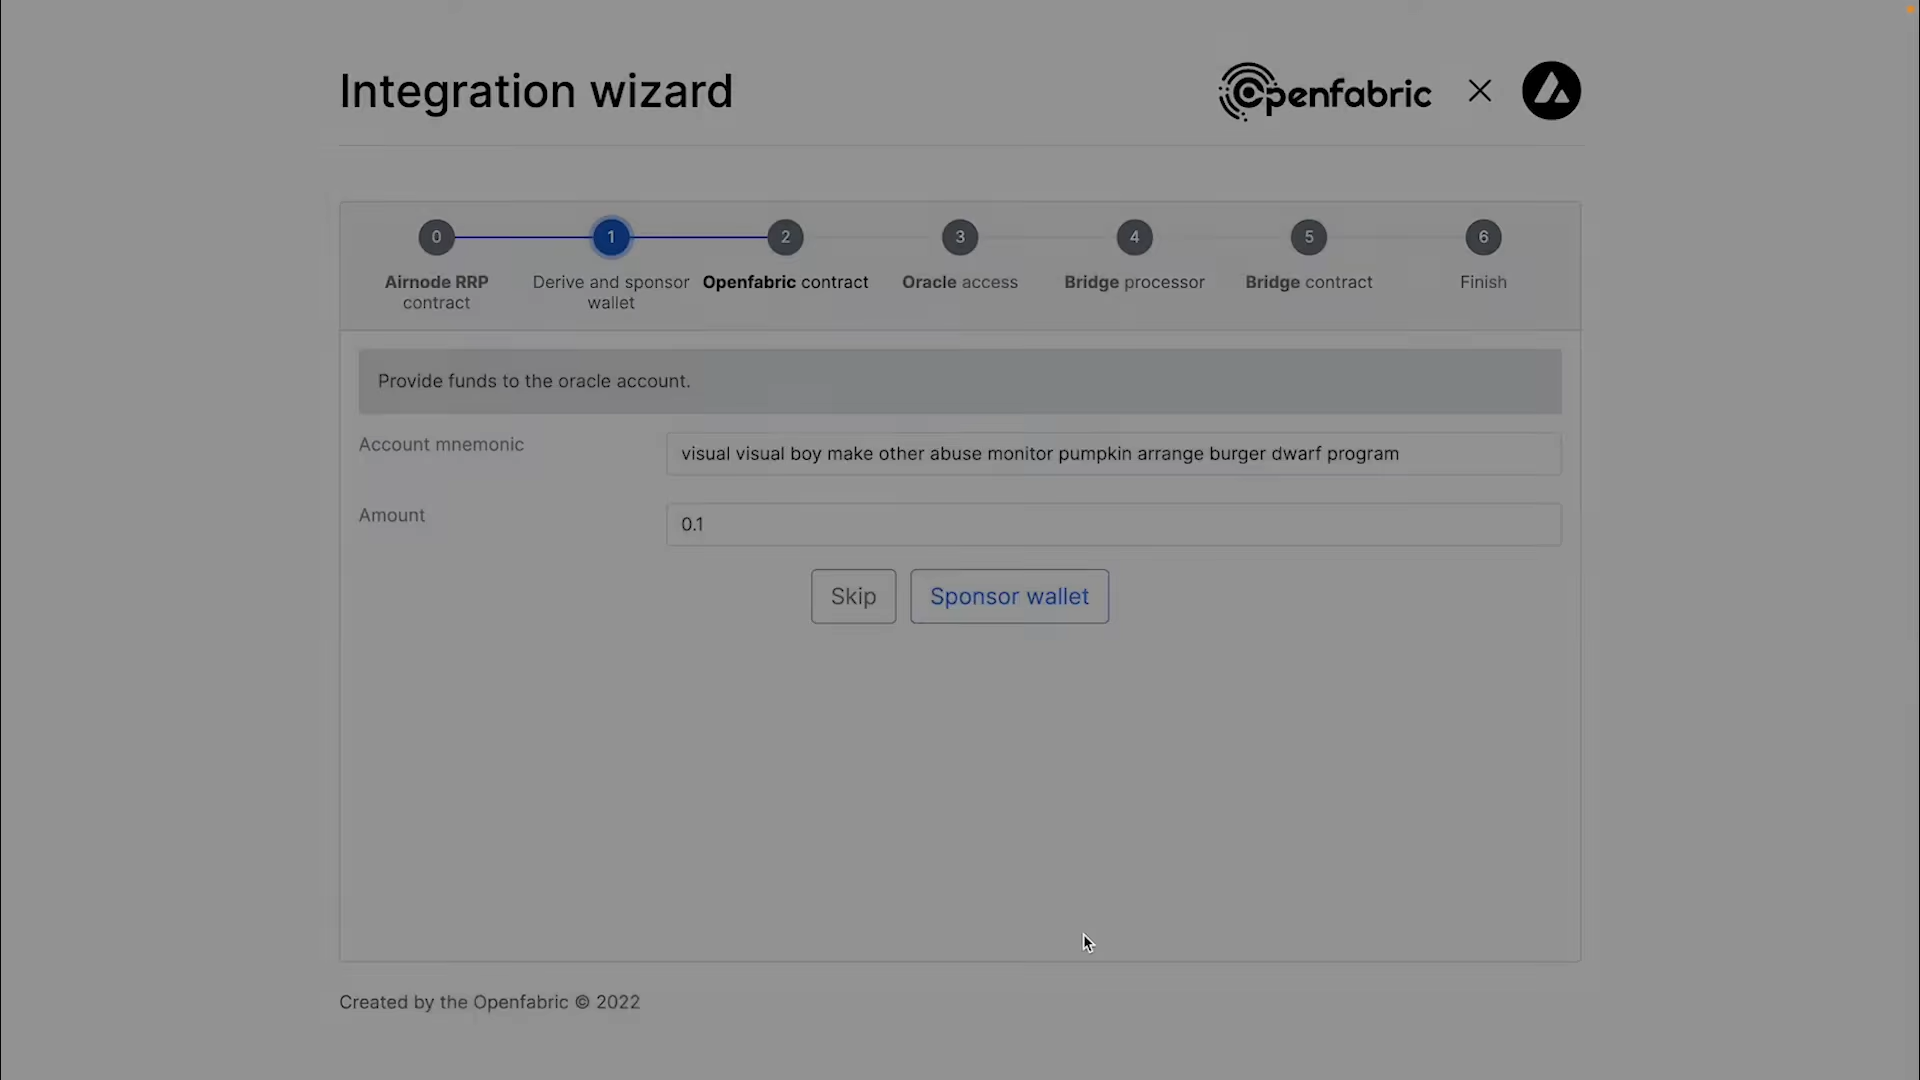 Integration wizard
Openfabric
0 1 2 3 4 5 6
Airnode RRP contract
Derive and sponsor wallet
Openfabric contract
Oracle access
Bridge processor
Bridge contract
Finish
Provide funds to the oracle account.
Account mnemonic
visual visual boy make other abuse monitor pumpkin arrange burger dwarf program
Amount
0.1
Skip
Sponsor wallet
Created by the Openfabric © 2022